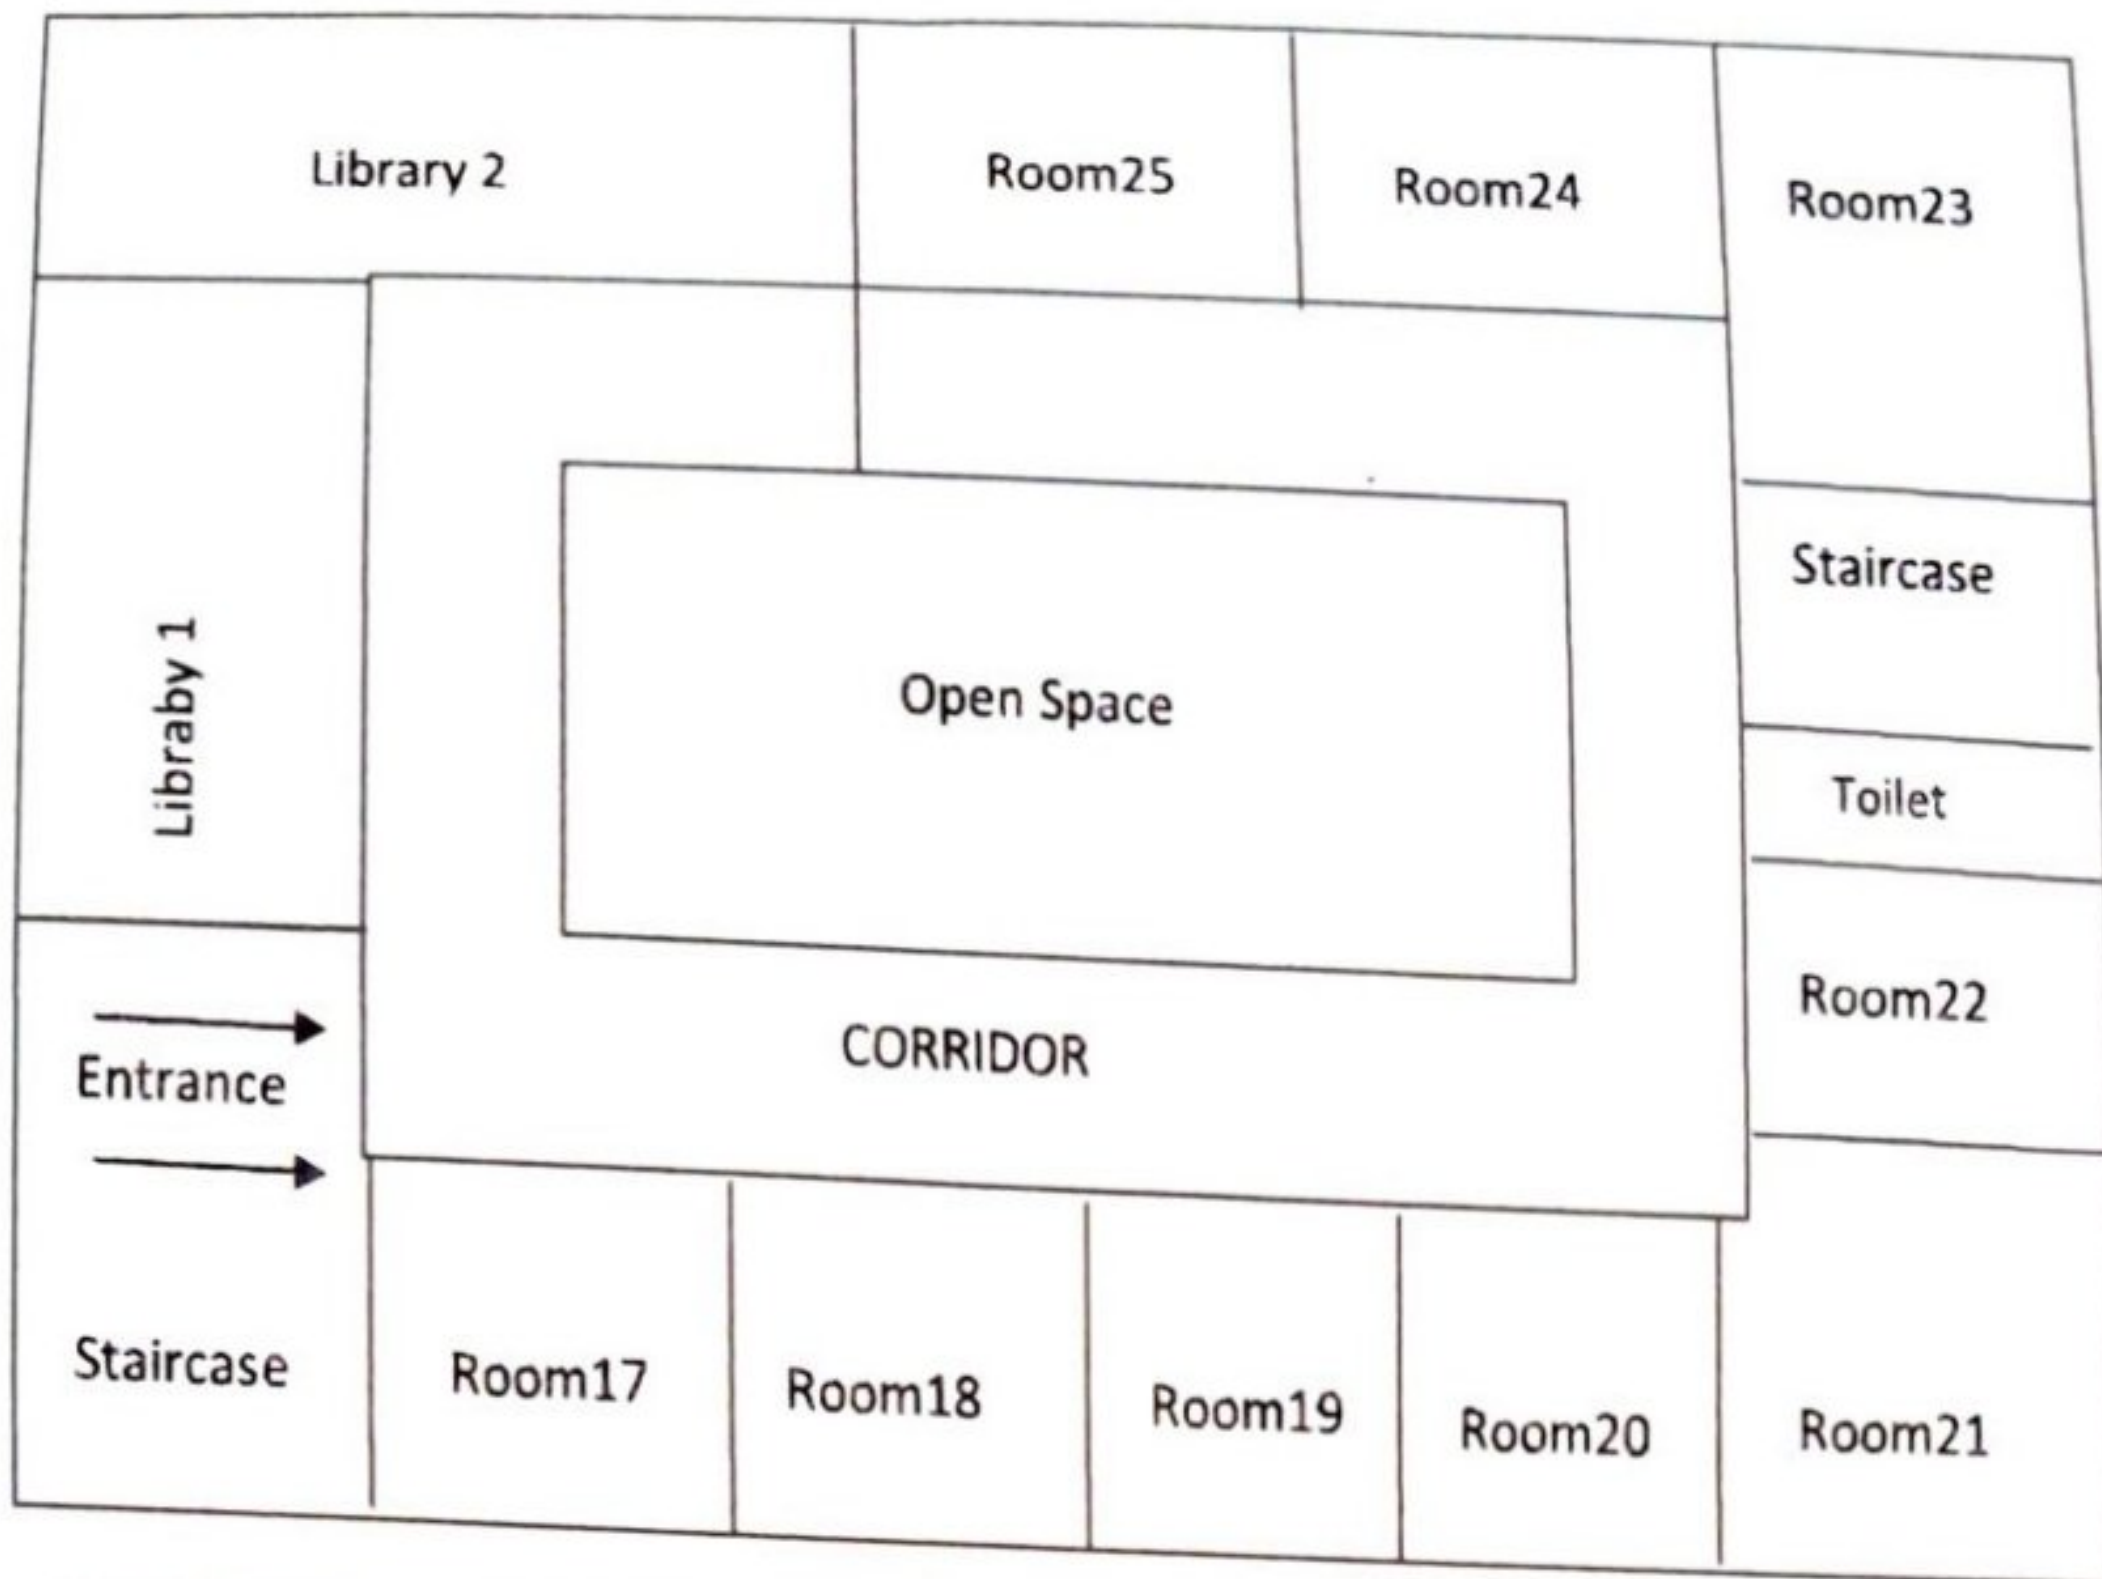 Library 2
Room25
Room24
Room23
Staircase
Libraby 1
Open Space
Toilet
Room22
CORRIDOR
Entrance
Staircase
Room17
Room18
Room19
Room20
Room21